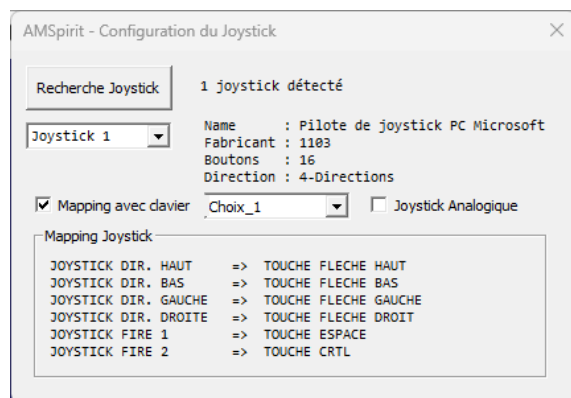 AMSpirit - Configuration du Joystick
Recherche Joystick
1 joystick détecté
Joystick 1
Name : Pilote de joystick PC Microsoft
Fabricant : 1103
Boutons : 16
Direction : 4-Directions
Mapping avec clavier
Choix_1
Joystick Analogique
Mapping Joystick
JOYSTICK DIR. HAUT => TOUCHE FLECHE HAUT
JOYSTICK DIR. BAS => TOUCHE FLECHE BAS
JOYSTICK DIR. GAUCHE => TOUCHE FLECHE GAUCHE
JOYSTICK DIR. DROITE => TOUCHE FLECHE DROIT
JOYSTICK FIRE 1 => TOUCHE ESPACE
JOYSTICK FIRE 2 => TOUCHE CRTL